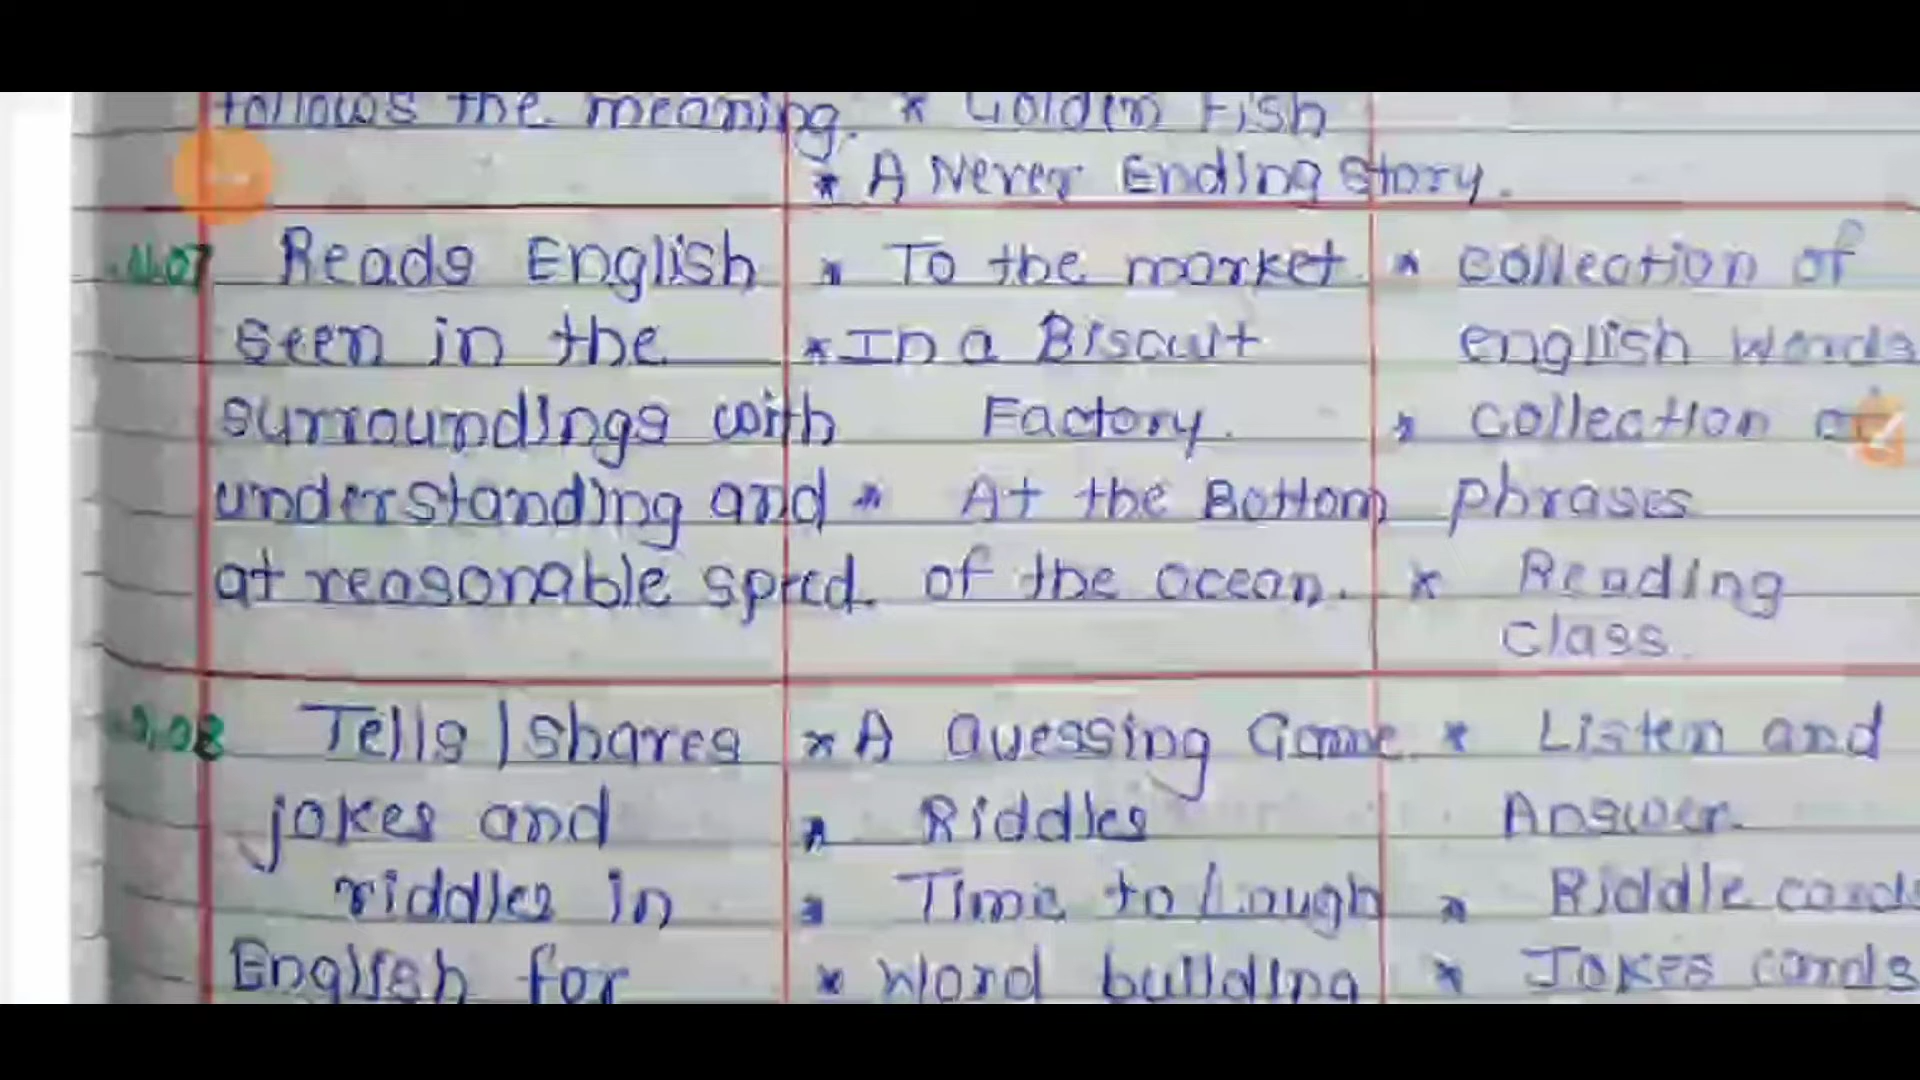 follows the meaning. * Golden Fish
* A Never Ending Story.
.07 Reads English * To the market. * collection of
seen in the * In a Biscuit english words
surroundings with Factory. * collection of
understanding and * At the Bottom phrases
at reasonable speed. of the ocean. * Reading
class.
.08 Tells | shares * A Guessing Game. * Listen and
jokes and * Riddles Answer.
riddles in * Time to Laugh * Riddle cards
English for * Word building * Jokes cards